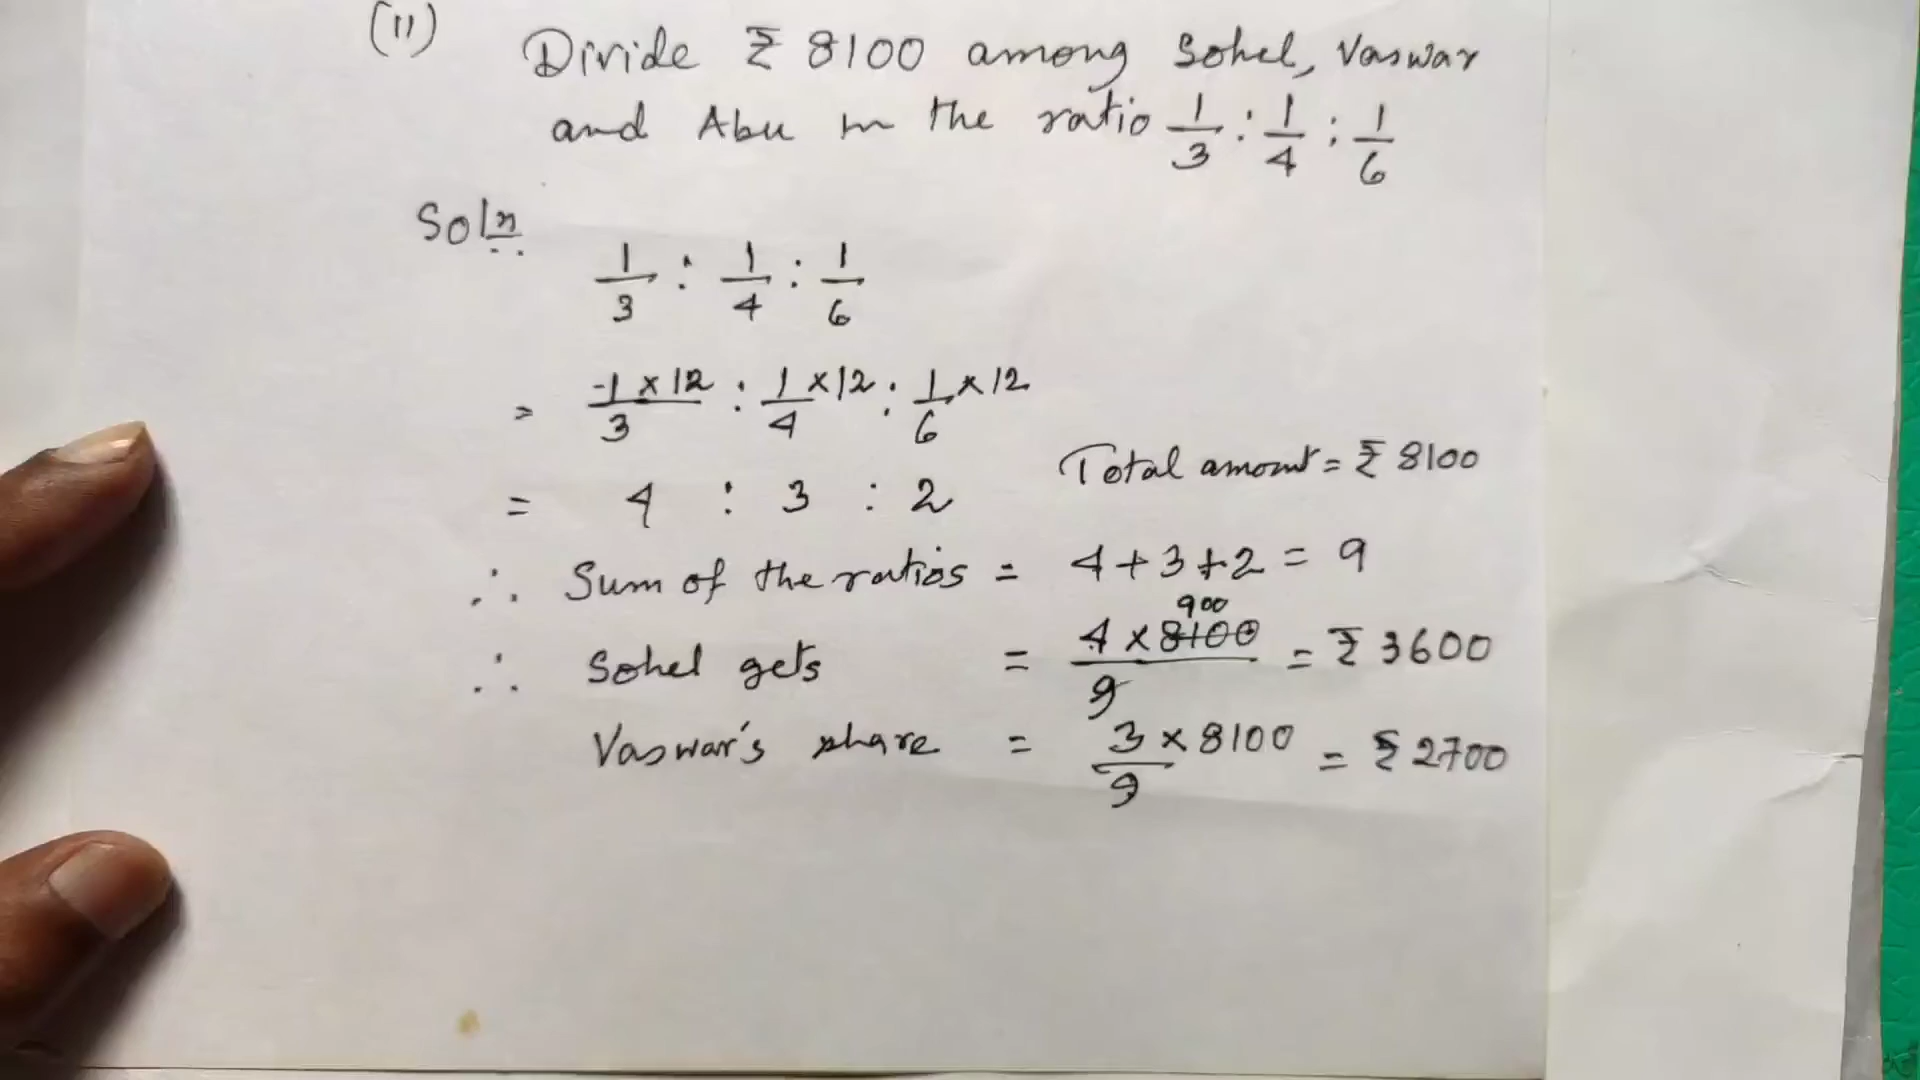 (11) Divide ₹ 8100 among Sohel, Vaswar
and Abu in the ratio 1/3 : 1/4 : 1/6
Soln
1/3 : 1/4 : 1/6
= 1/3 × 12 : 1/4 × 12 : 1/6 × 12
= 4 : 3 : 2 Total amount = ₹ 8100
∴ Sum of the ratios = 4 + 3 + 2 = 9
900
∴ Sohel gets = 4 × 8100 / 9 = ₹ 3600
Vaswar's share = 3/9 × 8100 = ₹ 2700